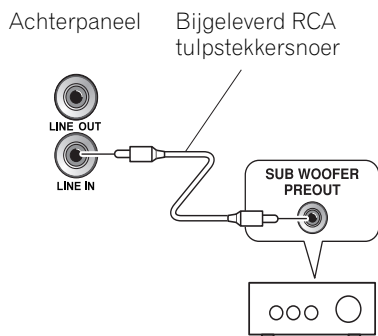 Achterpaneel
Bijgeleverd RCA
tulpstekkersnoer
LINE OUT
LINE IN
SUB WOOFER
PREOUT